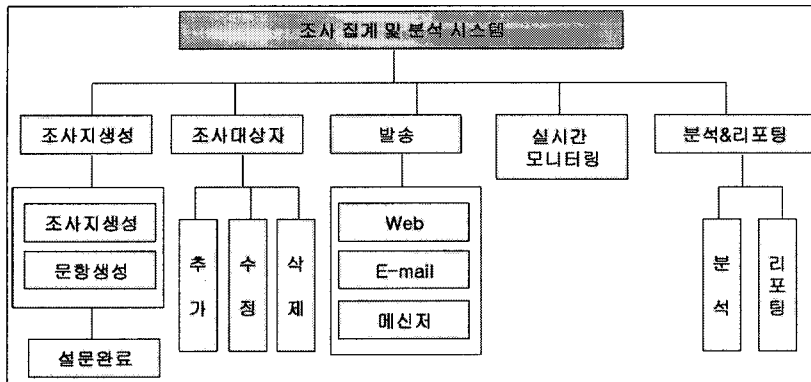 조사 집계 및 분석 시스템
조사지생성
조사대상자
발송
실시간
모니터링
분석&리포팅
조사지생성
문항생성
설문완료
추가
수정
삭제
Web
E-mail
메신저
분석
리포팅